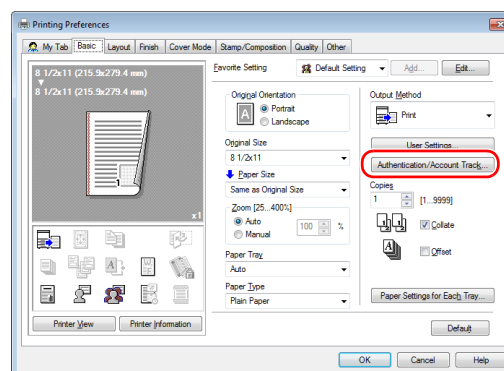 Printing Preferences
My Tab Basic Layout Finish Cover Mode Stamp/Composition Quality Other
8 1/2x11 (215.9x279.4 mm)
8 1/2x11 (215.9x279.4 mm)
1
x1
Printer View Printer Information
Favorite Setting Default Setting Add... Edit...
Original Orientation
A Portrait
Landscape
Original Size
8 1/2x11
Paper Size
Same as Original Size
Zoom [25...400%]
Auto
Manual
100 %
Paper Tray
Auto
Paper Type
Plain Paper
Output Method
Print
User Settings...
Authentication/Account Track...
Copies
1 [1...9999]
Collate
Offset
Paper Settings for Each Tray...
Default
OK Cancel Help